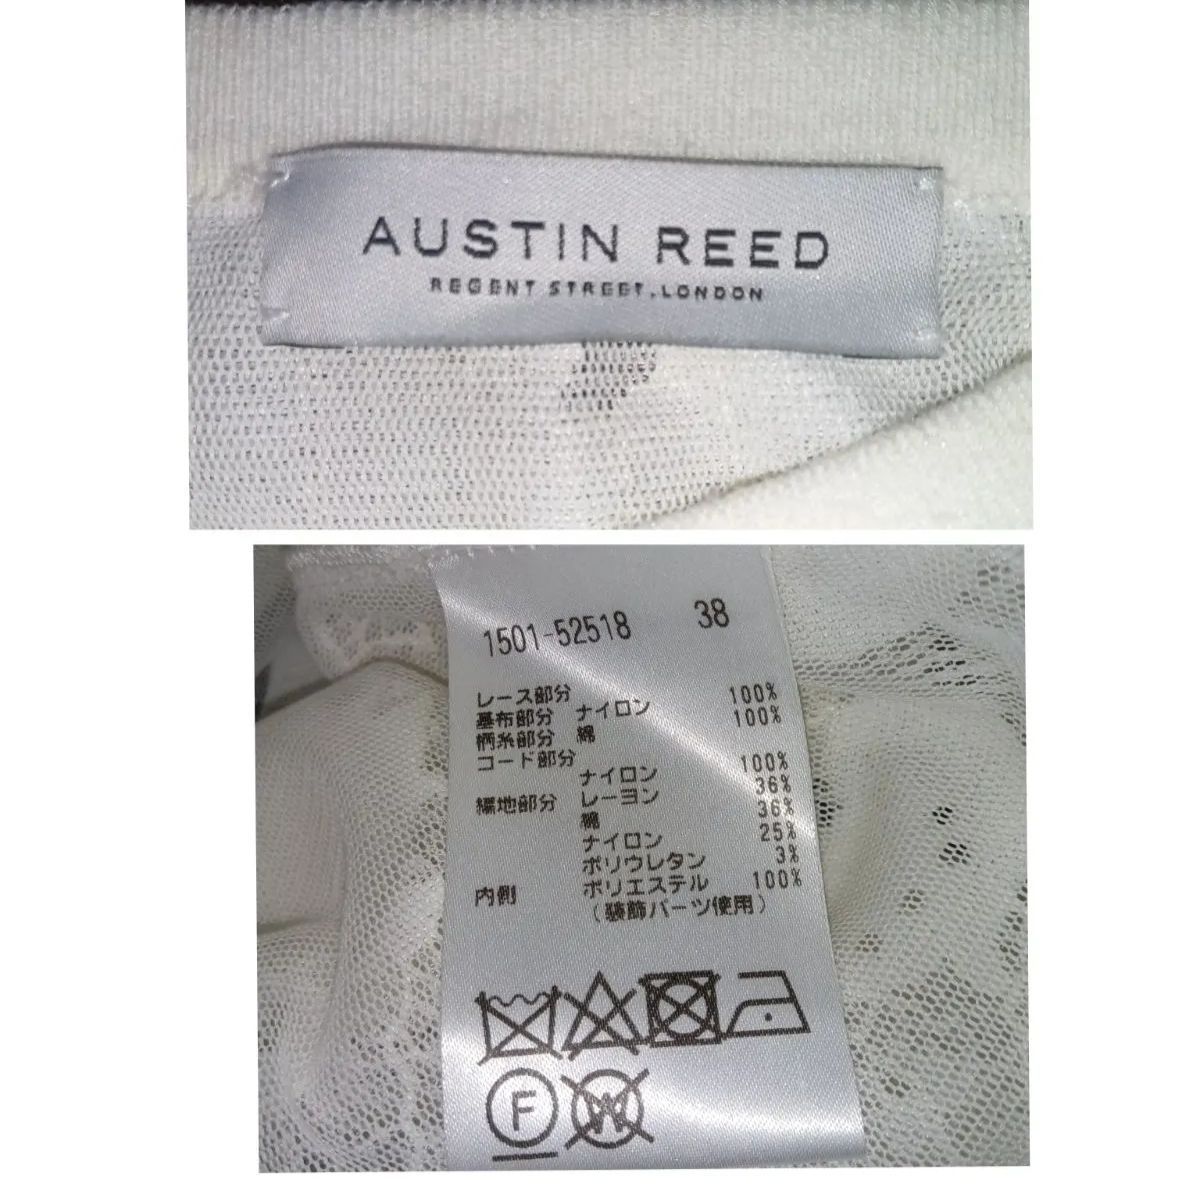 AUSTIN REED
REGENT STREET, LONDON
1501-52518 38
レース部分
基布部分 ナイロン 100%
柄糸部分 綿 100%
コード部分
ナイロン 100%
編地部分 レーヨン 36%
綿 36%
ナイロン 25%
ポリウレタン 3%
内側 ポリエステル 100%
(装飾パーツ使用)
F W